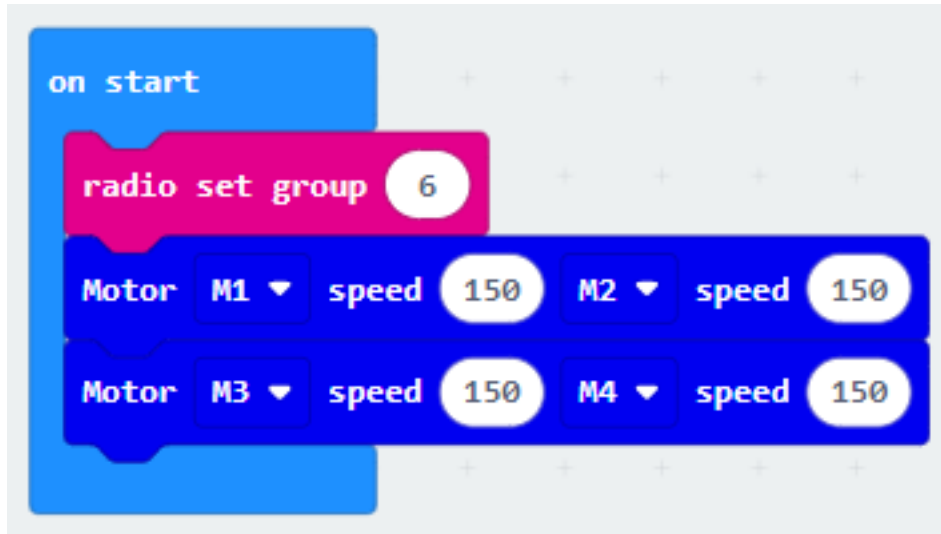 on start
radio set group 6
Motor M1 speed 150 M2 speed 150
Motor M3 speed 150 M4 speed 150